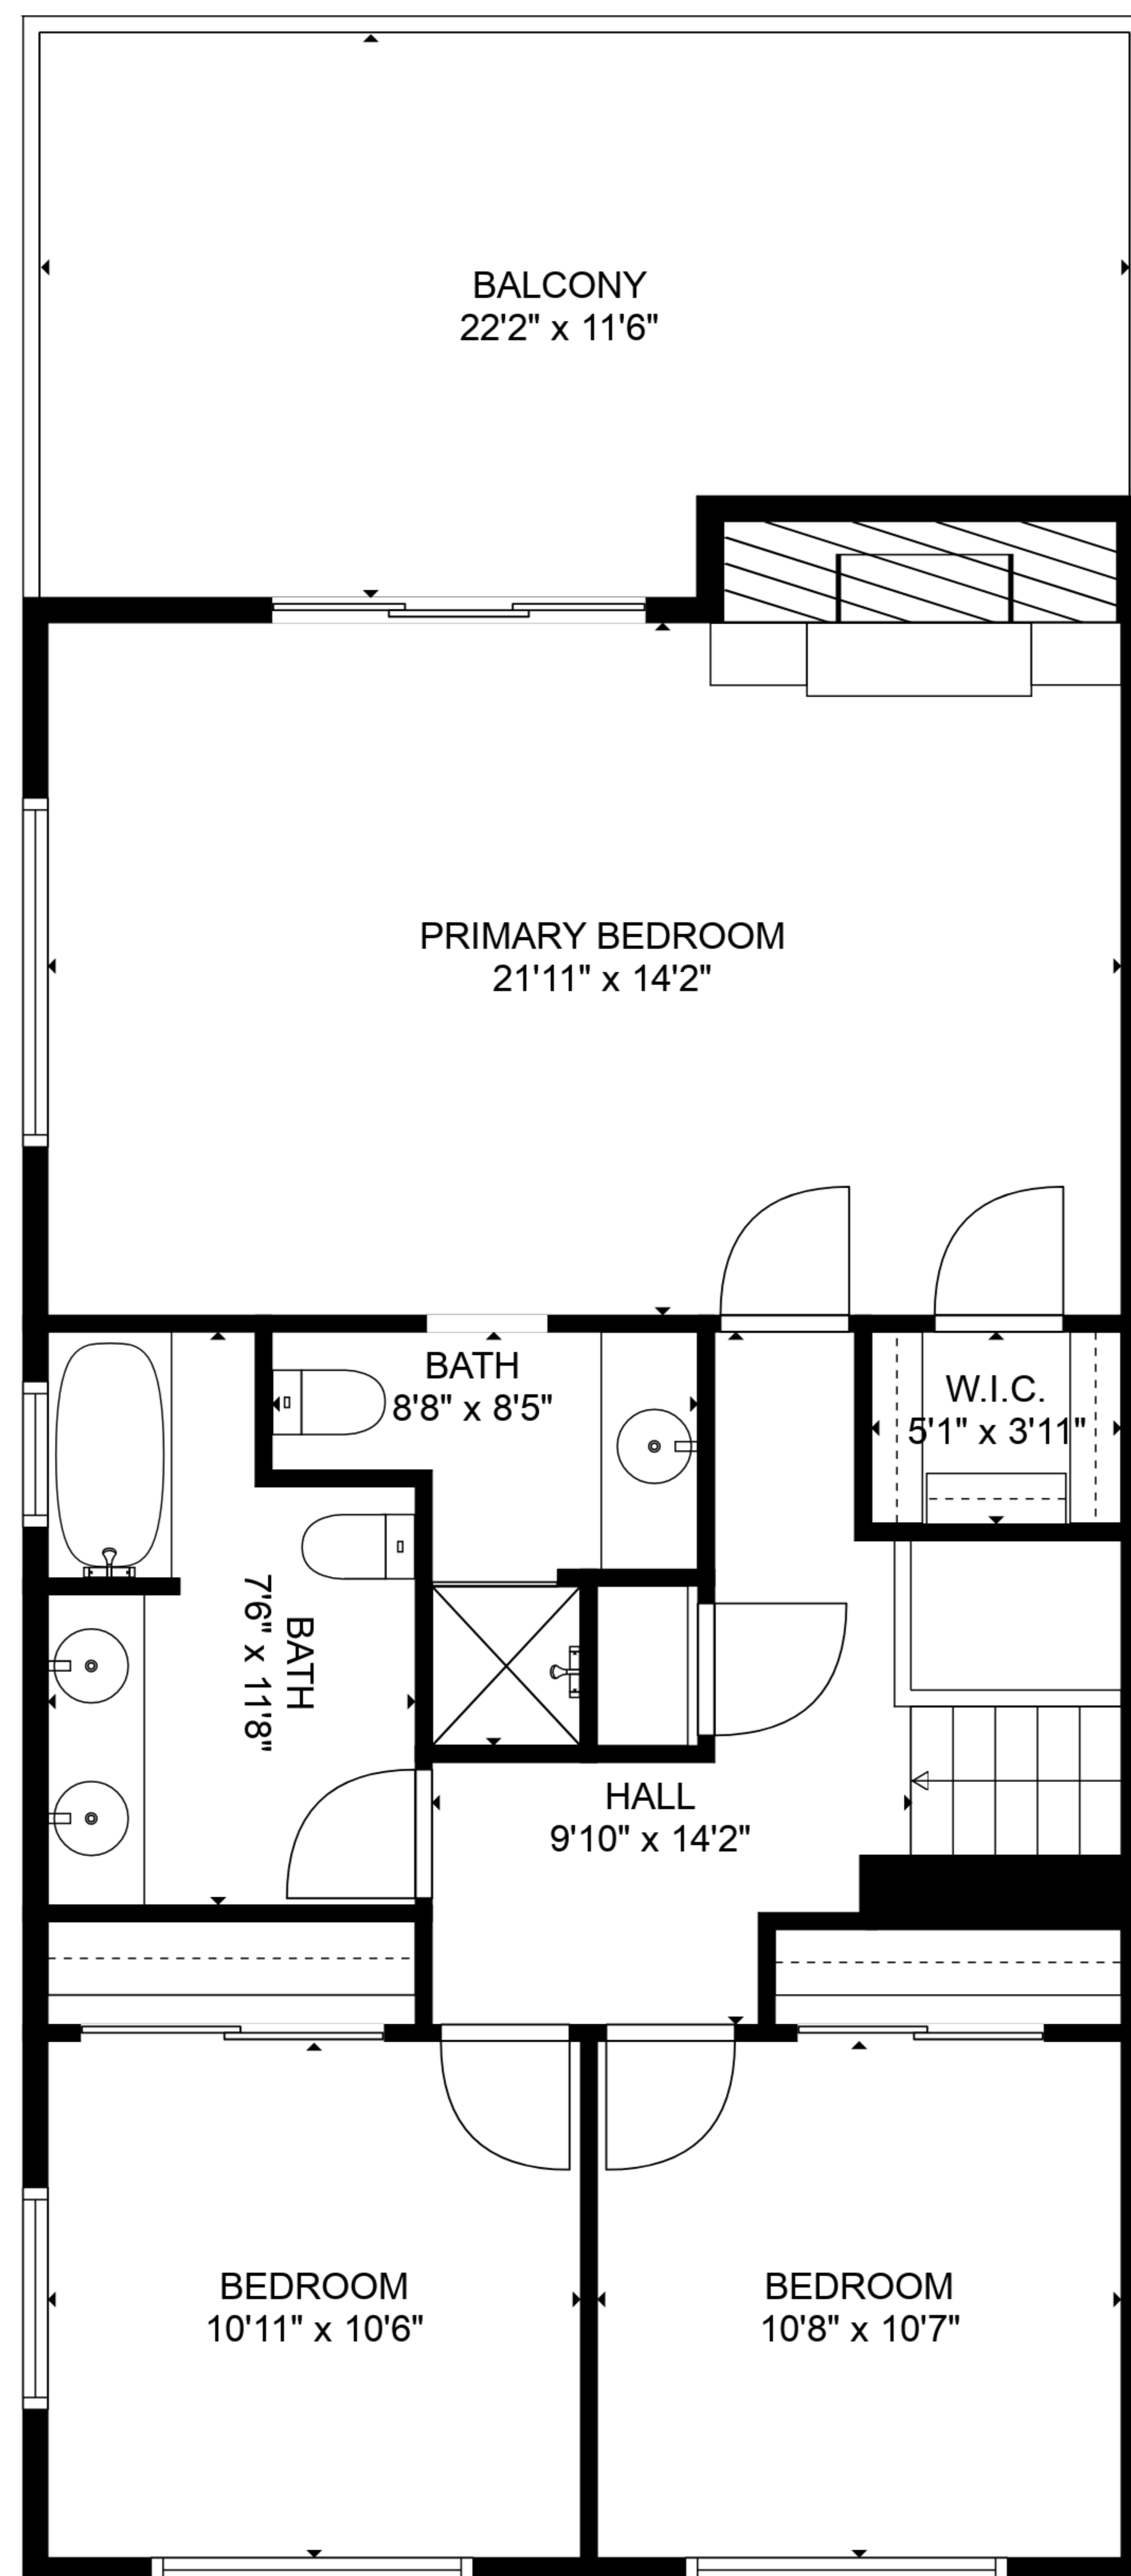 BALCONY
22'2" x 11'6"
PRIMARY BEDROOM
21'11" x 14'2"
BATH
8'8" x 8'5"
W.I.C.
5'1" x 3'11"
BATH
7'6" x 11'8"
HALL
9'10" x 14'2"
BEDROOM
10'11" x 10'6"
BEDROOM
10'8" x 10'7"